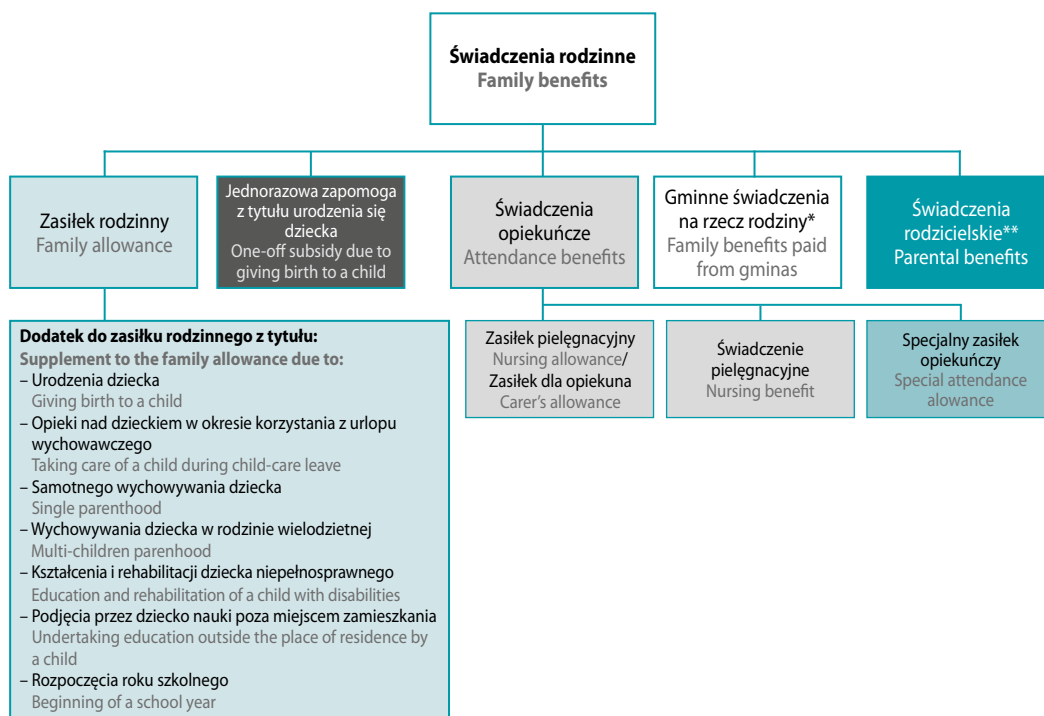 Świadczenia rodzinne
Family benefits
Zasiłek rodzinny
Family allowance
Jednorazowa zapomoga
z tytułu urodzenia się
dziecka
One-off subsidy due to
giving birth to a child
Świadczenia
opiekuńcze
Attendance benefits
Gminne świadczenia
na rzecz rodziny*
Family benefits paid
from gminas
Świadczenia
rodzicielskie**
Parental benefits
Dodatek do zasiłku rodzinnego z tytułu:
Supplement to the family allowance due to:
– Urodzenia dziecka
Giving birth to a child
– Opieki nad dzieckiem w okresie korzystania z urlopu
wychowawczego
Taking care of a child during child-care leave
– Samotnego wychowywania dziecka
Single parenthood
– Wychowywania dziecka w rodzinie wielodzietnej
Multi-children parenhood
– Kształcenia i rehabilitacji dziecka niepełnosprawnego
Education and rehabilitation of a child with disabilities
– Podjęcia przez dziecko nauki poza miejscem zamieszkania
Undertaking education outside the place of residence by
a child
– Rozpoczęcia roku szkolnego
Beginning of a school year
Zasiłek pielęgnacyjny
Nursing allowance/
Zasiłek dla opiekuna
Carer's allowance
Świadczenie
pielęgnacyjne
Nursing benefit
Specjalny zasiłek
opiekuńczy
Special attendance
alowance